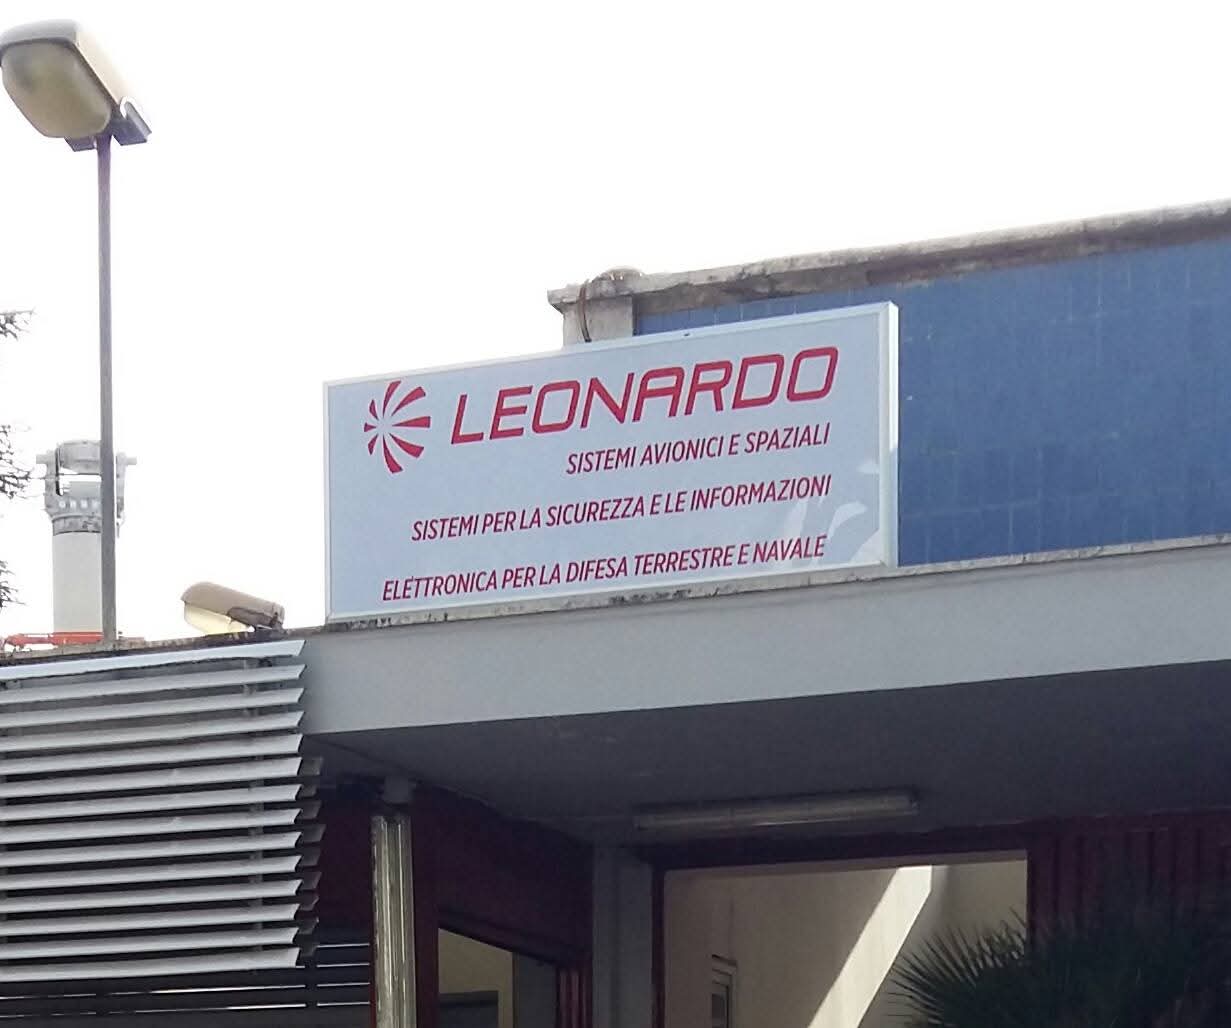 LEONARDO
SISTEMI AVIONICI E SPAZIALI
SISTEMI PER LA SICUREZZA E LE INFORMAZIONI
ELETTRONICA PER LA DIFESA TERRESTRE E NAVALE